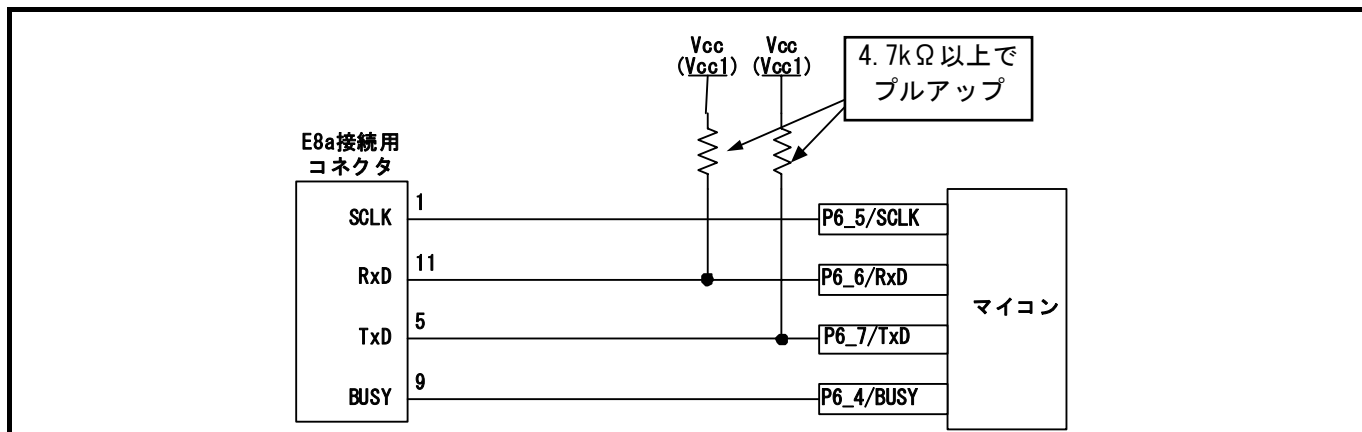 Vcc
(Vcc1)
Vcc
(Vcc1)
4.7kΩ以上で
プルアップ
E8a接続用
コネクタ
SCLK
1
P6_5/SCLK
RxD
11
P6_6/RxD
マイコン
TxD
5
P6_7/TxD
BUSY
9
P6_4/BUSY